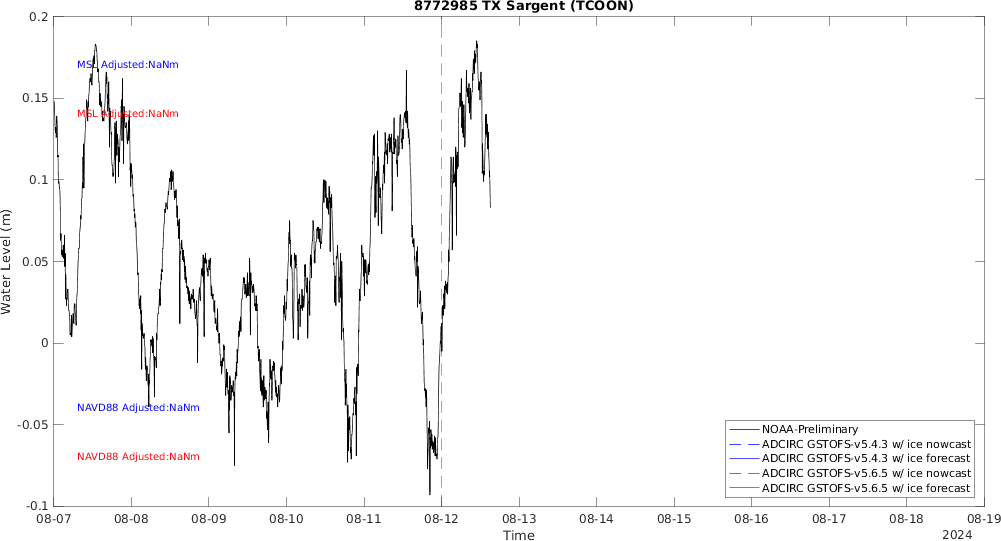 8772985 TX Sargent (TCOON)
0.2
0.15
0.1
0.05
0
-0.05
-0.1
Water Level (m)
MSL Adjusted:NaNm
MSL Adjusted:NaNm
NAVD88 Adjusted:NaNm
NAVD88 Adjusted:NaNm
NOAA-Preliminary
ADCIRC GSTOFS-v5.4.3 w/ ice nowcast
ADCIRC GSTOFS-v5.4.3 w/ ice forecast
ADCIRC GSTOFS-v5.6.5 w/ ice nowcast
ADCIRC GSTOFS-v5.6.5 w/ ice forecast
08-07 08-08 08-09 08-10 08-11 08-12 08-13 08-14 08-15 08-16 08-17 08-18 08-19
Time
2024